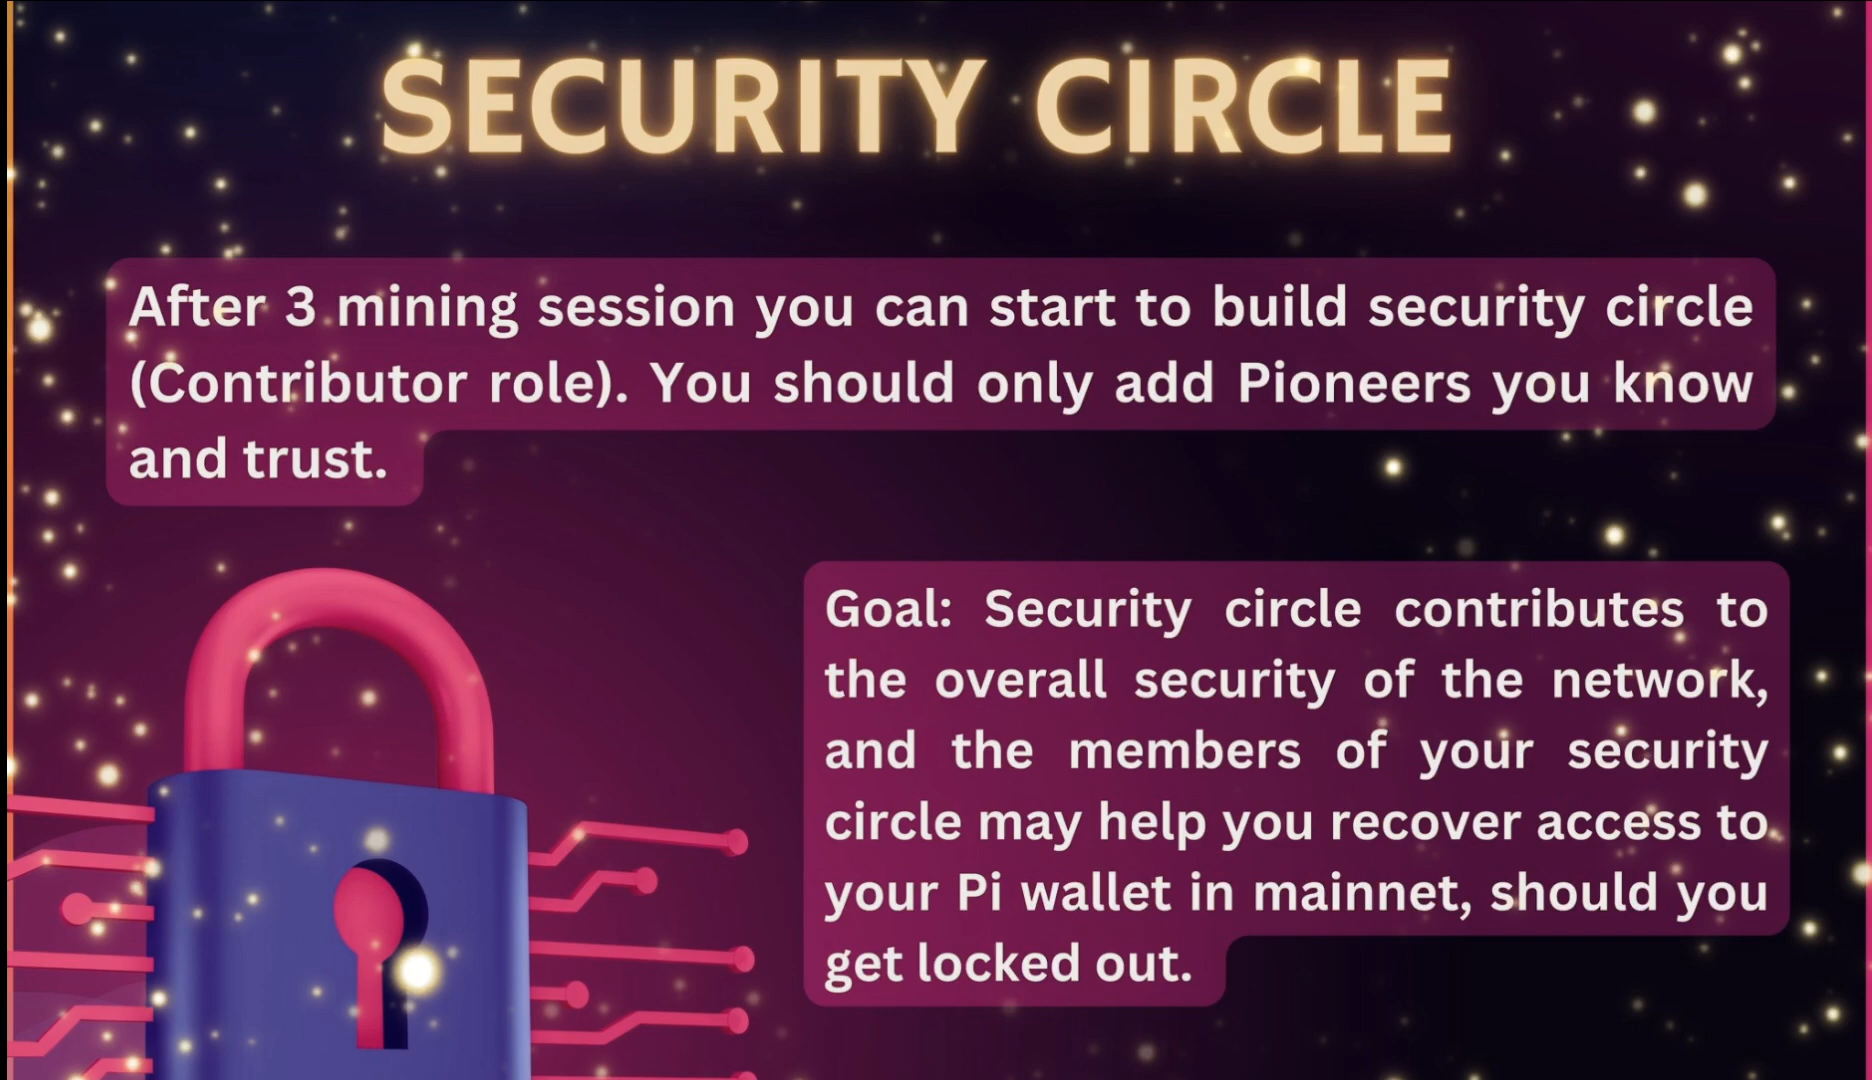 SECURITY CIRCLE
After 3 mining session you can start to build security circle
(Contributor role). You should only add Pioneers you know
and trust.
Goal: Security circle contributes to
the overall security of the network,
and the members of your security
circle may help you recover access to
your Pi wallet in mainnet, should you
get locked out.